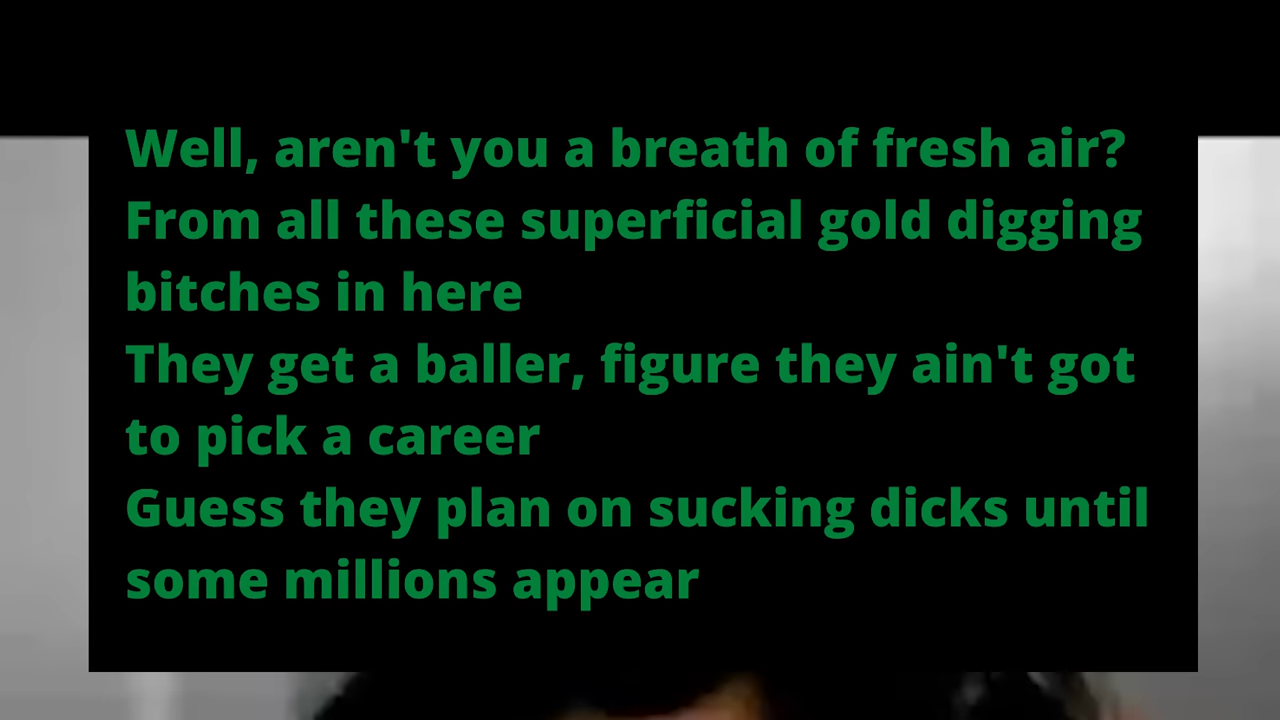 Well, aren't you a breath of fresh air?
From all these superficial gold digging
bitches in here
They get a baller, figure they ain't got
to pick a career
Guess they plan on sucking dicks until
some millions appear